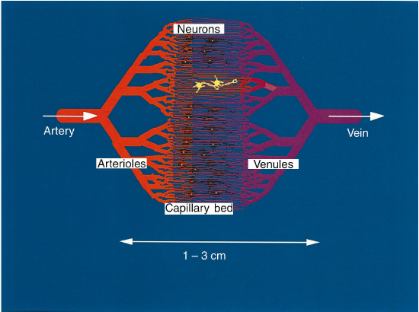 Neurons
Artery
Vein
Arterioles
Venules
Capillary bed
1 – 3 cm